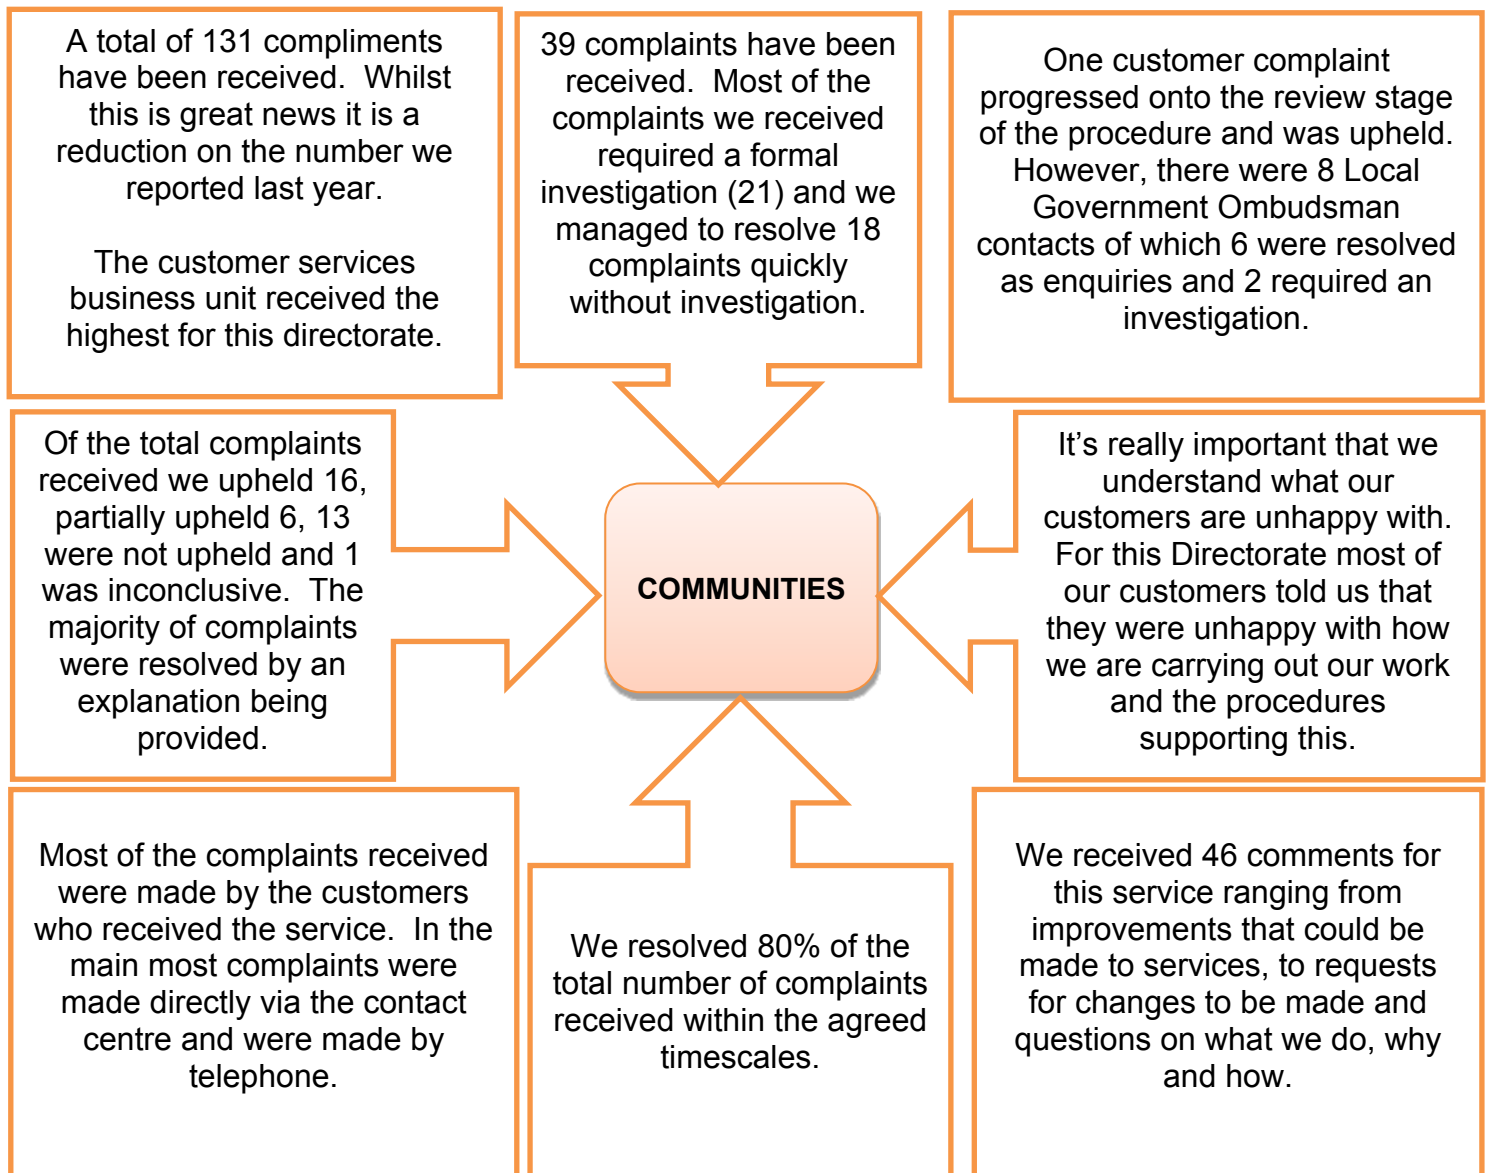 A total of 131 compliments
have been received.  Whilst
this is great news it is a
reduction on the number we
reported last year.
The customer services
business unit received the
highest for this directorate.
39 complaints have been
received.  Most of the
complaints we received
required a formal
investigation (21) and we
managed to resolve 18
complaints quickly
without investigation.
One customer complaint
progressed onto the review stage
of the procedure and was upheld.
However, there were 8 Local
Government Ombudsman
contacts of which 6 were resolved
as enquiries and 2 required an
investigation.
Of the total complaints
received we upheld 16,
partially upheld 6, 13
were not upheld and 1
was inconclusive.  The
majority of complaints
were resolved by an
explanation being
provided.
COMMUNITIES
It’s really important that we
understand what our
customers are unhappy with.
For this Directorate most of
our customers told us that
they were unhappy with how
we are carrying out our work
and the procedures
supporting this.
Most of the complaints received
were made by the customers
who received the service.  In the
main most complaints were
made directly via the contact
centre and were made by
telephone.
We resolved 80% of the
total number of complaints
received within the agreed
timescales.
We received 46 comments for
this service ranging from
improvements that could be
made to services, to requests
for changes to be made and
questions on what we do, why
and how.